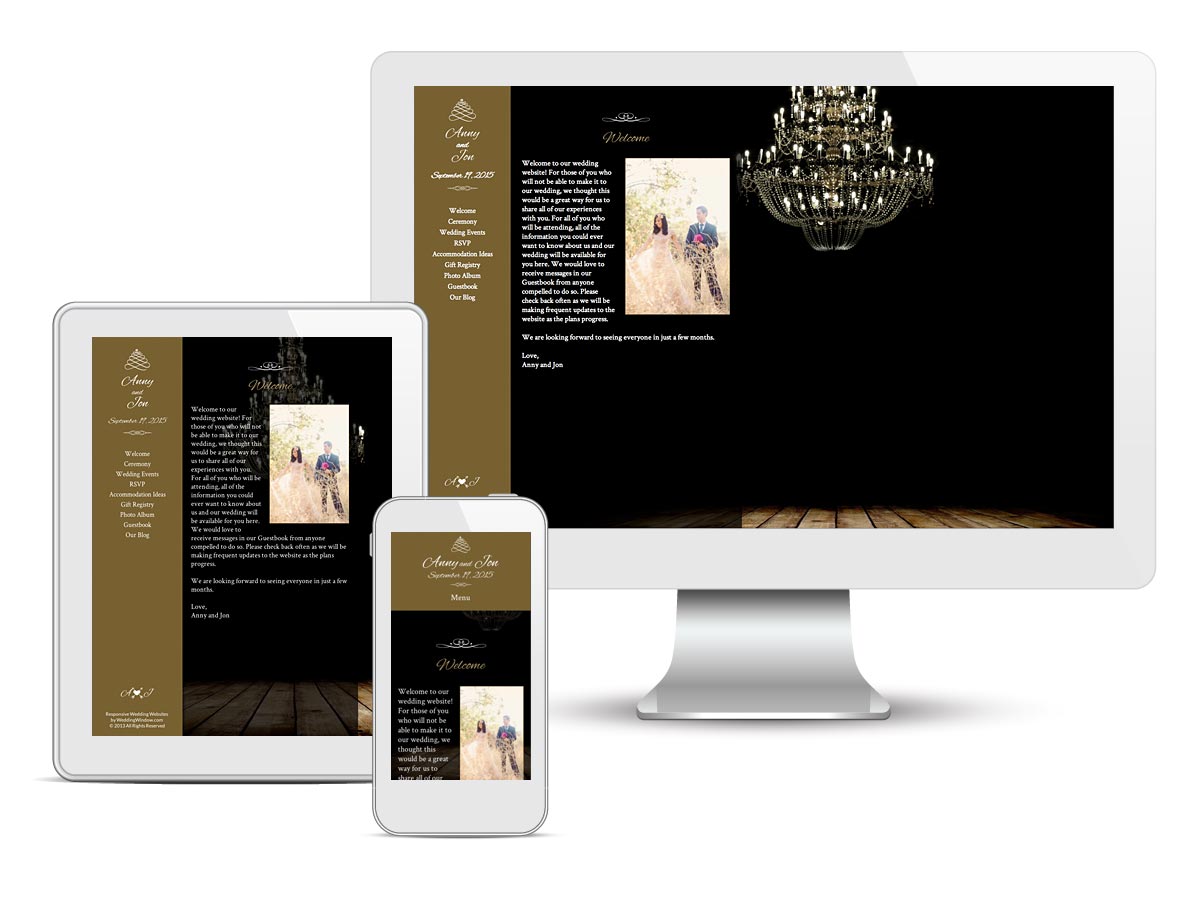 Anny
and
Jon
September 19, 2015
Welcome
Ceremony
Wedding Events
RSVP
Accommodation Ideas
Gift Registry
Photo Album
Guestbook
Our Blog
A J
Welcome
Welcome to our wedding
website! For those of you who
will not be able to make it to
our wedding, we thought this
would be a great way for us to
share all of our experiences
with you. For all of you who
will be attending, all of the
information you could ever
want to know about us and our
wedding will be available for
you here. We would love to
receive messages in our
Guestbook from anyone
compelled to do so. Please
check back often as we will be
making frequent updates to the
website as the plans progress.
We are looking forward to seeing everyone in just a few months.
Love,
Anny and Jon
Anny
and
Jon
September 19, 2015
Welcome
Ceremony
Wedding Events
RSVP
Accommodation Ideas
Gift Registry
Photo Album
Guestbook
Our Blog
A J
Responsive Wedding Websites
by WeddingWindow.com
© 2013 All Rights Reserved
Welcome
Welcome to our
wedding website! For
those of you who will not
be able to make it to our
wedding, we thought this
would be a great way for
us to share all of our
experiences with you.
For all of you who will be
attending, all of the
information you could
ever want to know about
us and our wedding will
be available for you here.
We would love to
receive messages in our Guestbook from anyone
compelled to do so. Please check back often as we will be
making frequent updates to the website as the plans
progress.
We are looking forward to seeing everyone in just a few
months.
Love,
Anny and Jon
Anny and Jon
September 19, 2015
Menu
Welcome
Welcome to our
wedding website!
For those of you
who will not be
able to make it to
our wedding, we
thought this
would be a great
way for us to
share all of our